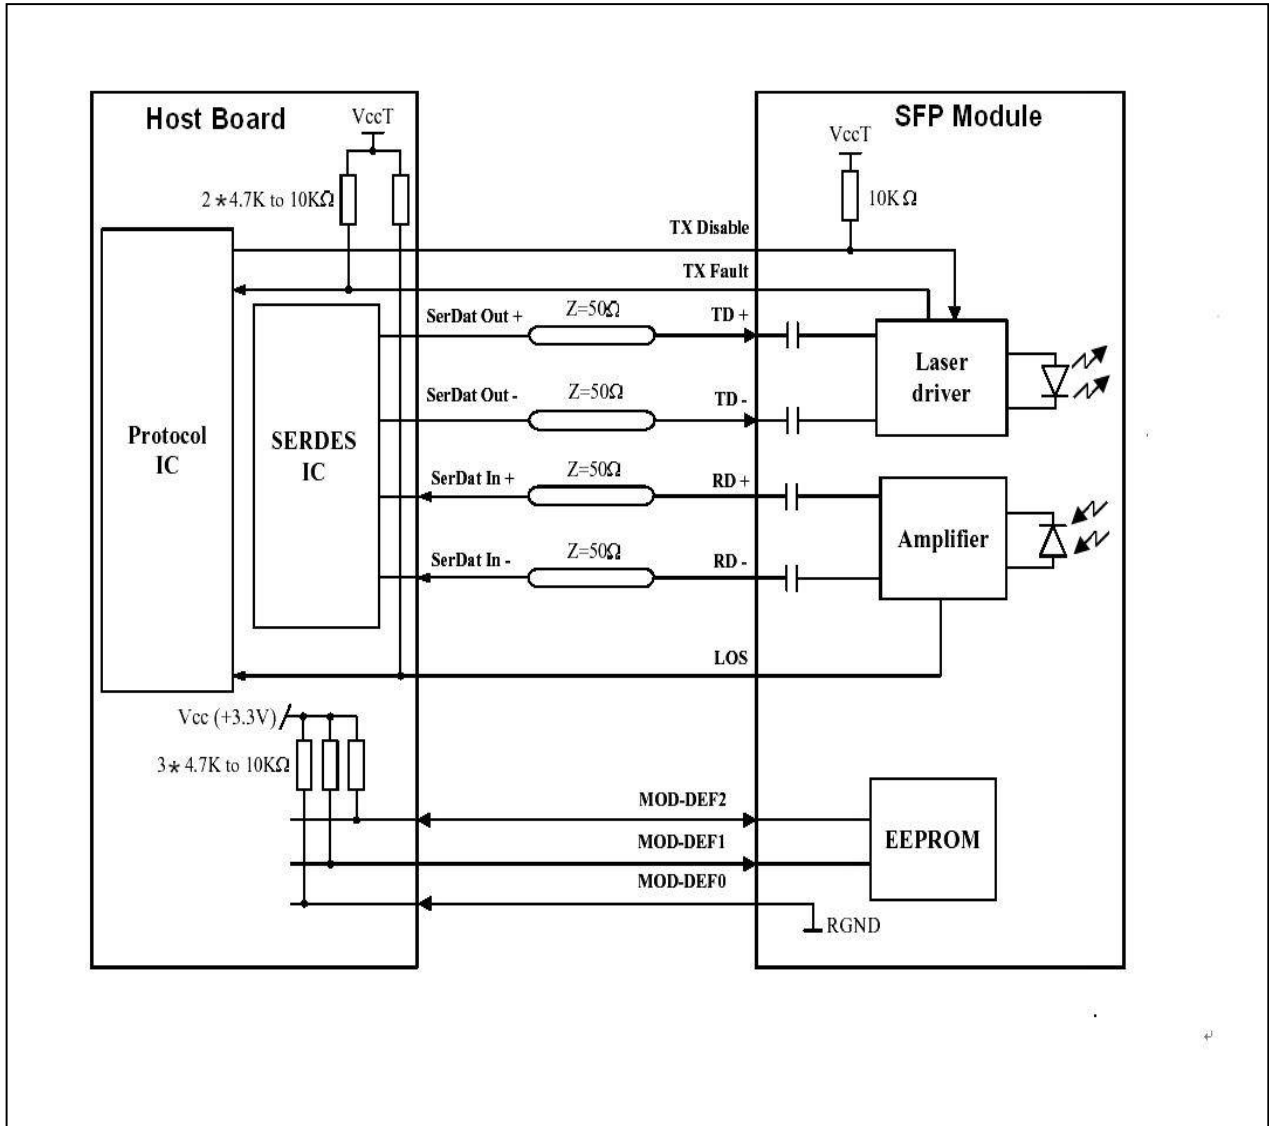 Host Board
SFP Module
VccT
VccT
2*4.7K to 10KΩ
10KΩ
TX Disable
TX Fault
SerDat Out +
Z=50Ω
TD +
Laser
driver
SerDat Out -
Z=50Ω
TD -
Protocol
IC
SERDES
IC
SerDat In +
Z=50Ω
RD +
Amplifier
SerDat In -
Z=50Ω
RD -
LOS
Vcc (+3.3V)
3*4.7K to 10KΩ
MOD-DEF2
MOD-DEF1
EEPROM
MOD-DEF0
RGND